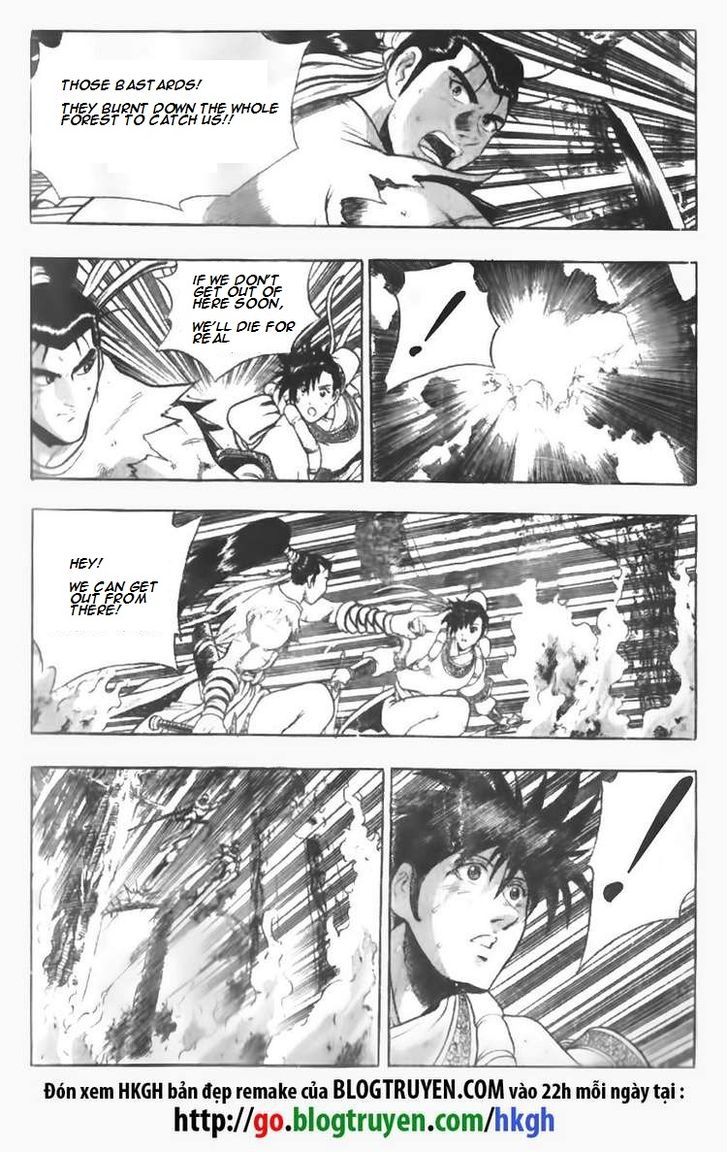 THOSE BASTARDS!
THEY BURNT DOWN THE WHOLE
FOREST TO CATCH US!!
IF WE DON'T
GET OUT OF
HERE SOON,
WE'LL DIE FOR
REAL
!
HEY!
WE CAN GET
OUT FROM
THERE!
!
Đón xem HKGH bản đẹp remake của BLOGTRUYEN.COM vào 22h mỗi ngày tại :
http://go.blogtruyen.com/hkgh